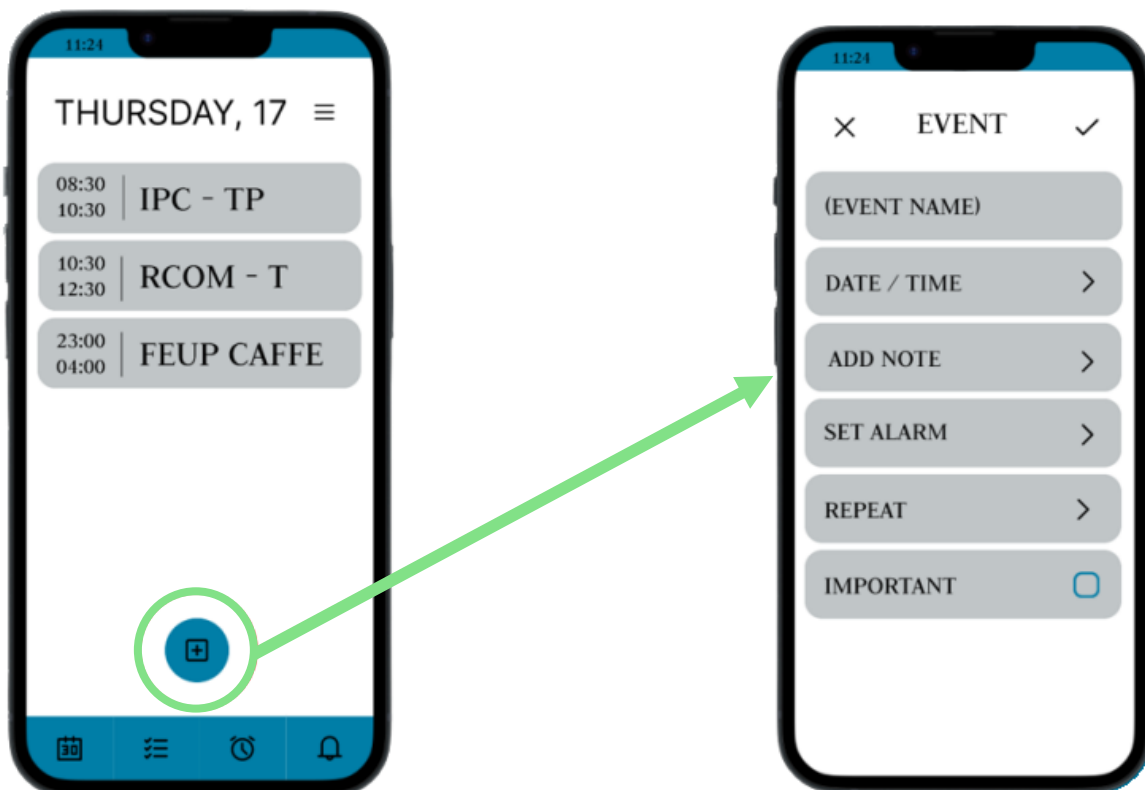 11:24
THURSDAY, 17
08:30
10:30
IPC - TP
10:30
12:30
RCOM - T
23:00
04:00
FEUP CAFFE
30
11:24
EVENT
(EVENT NAME)
DATE / TIME
ADD NOTE
SET ALARM
REPEAT
IMPORTANT